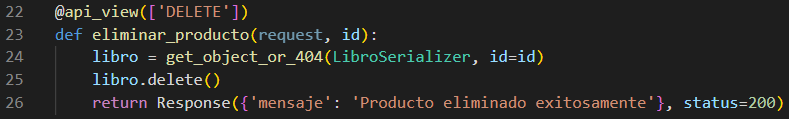 22 @api_view(['DELETE'])
23 def eliminar_producto(request, id):
24     libro = get_object_or_404(LibroSerializer, id=id)
25     libro.delete()
26     return Response({'mensaje': 'Producto eliminado exitosamente'}, status=200)